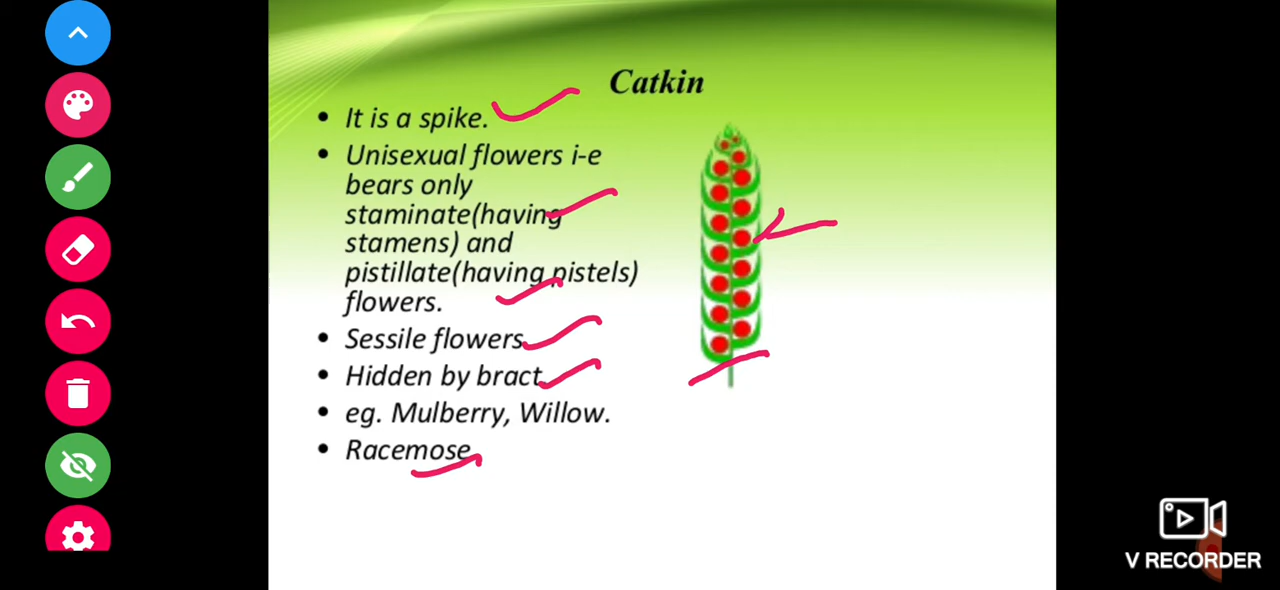 Catkin
• It is a spike.
• Unisexual flowers i-e
bears only
staminate(having
stamens) and
pistillate(having pistels)
flowers.
• Sessile flowers
• Hidden by bract
• eg. Mulberry, Willow.
• Racemose
V RECORDER